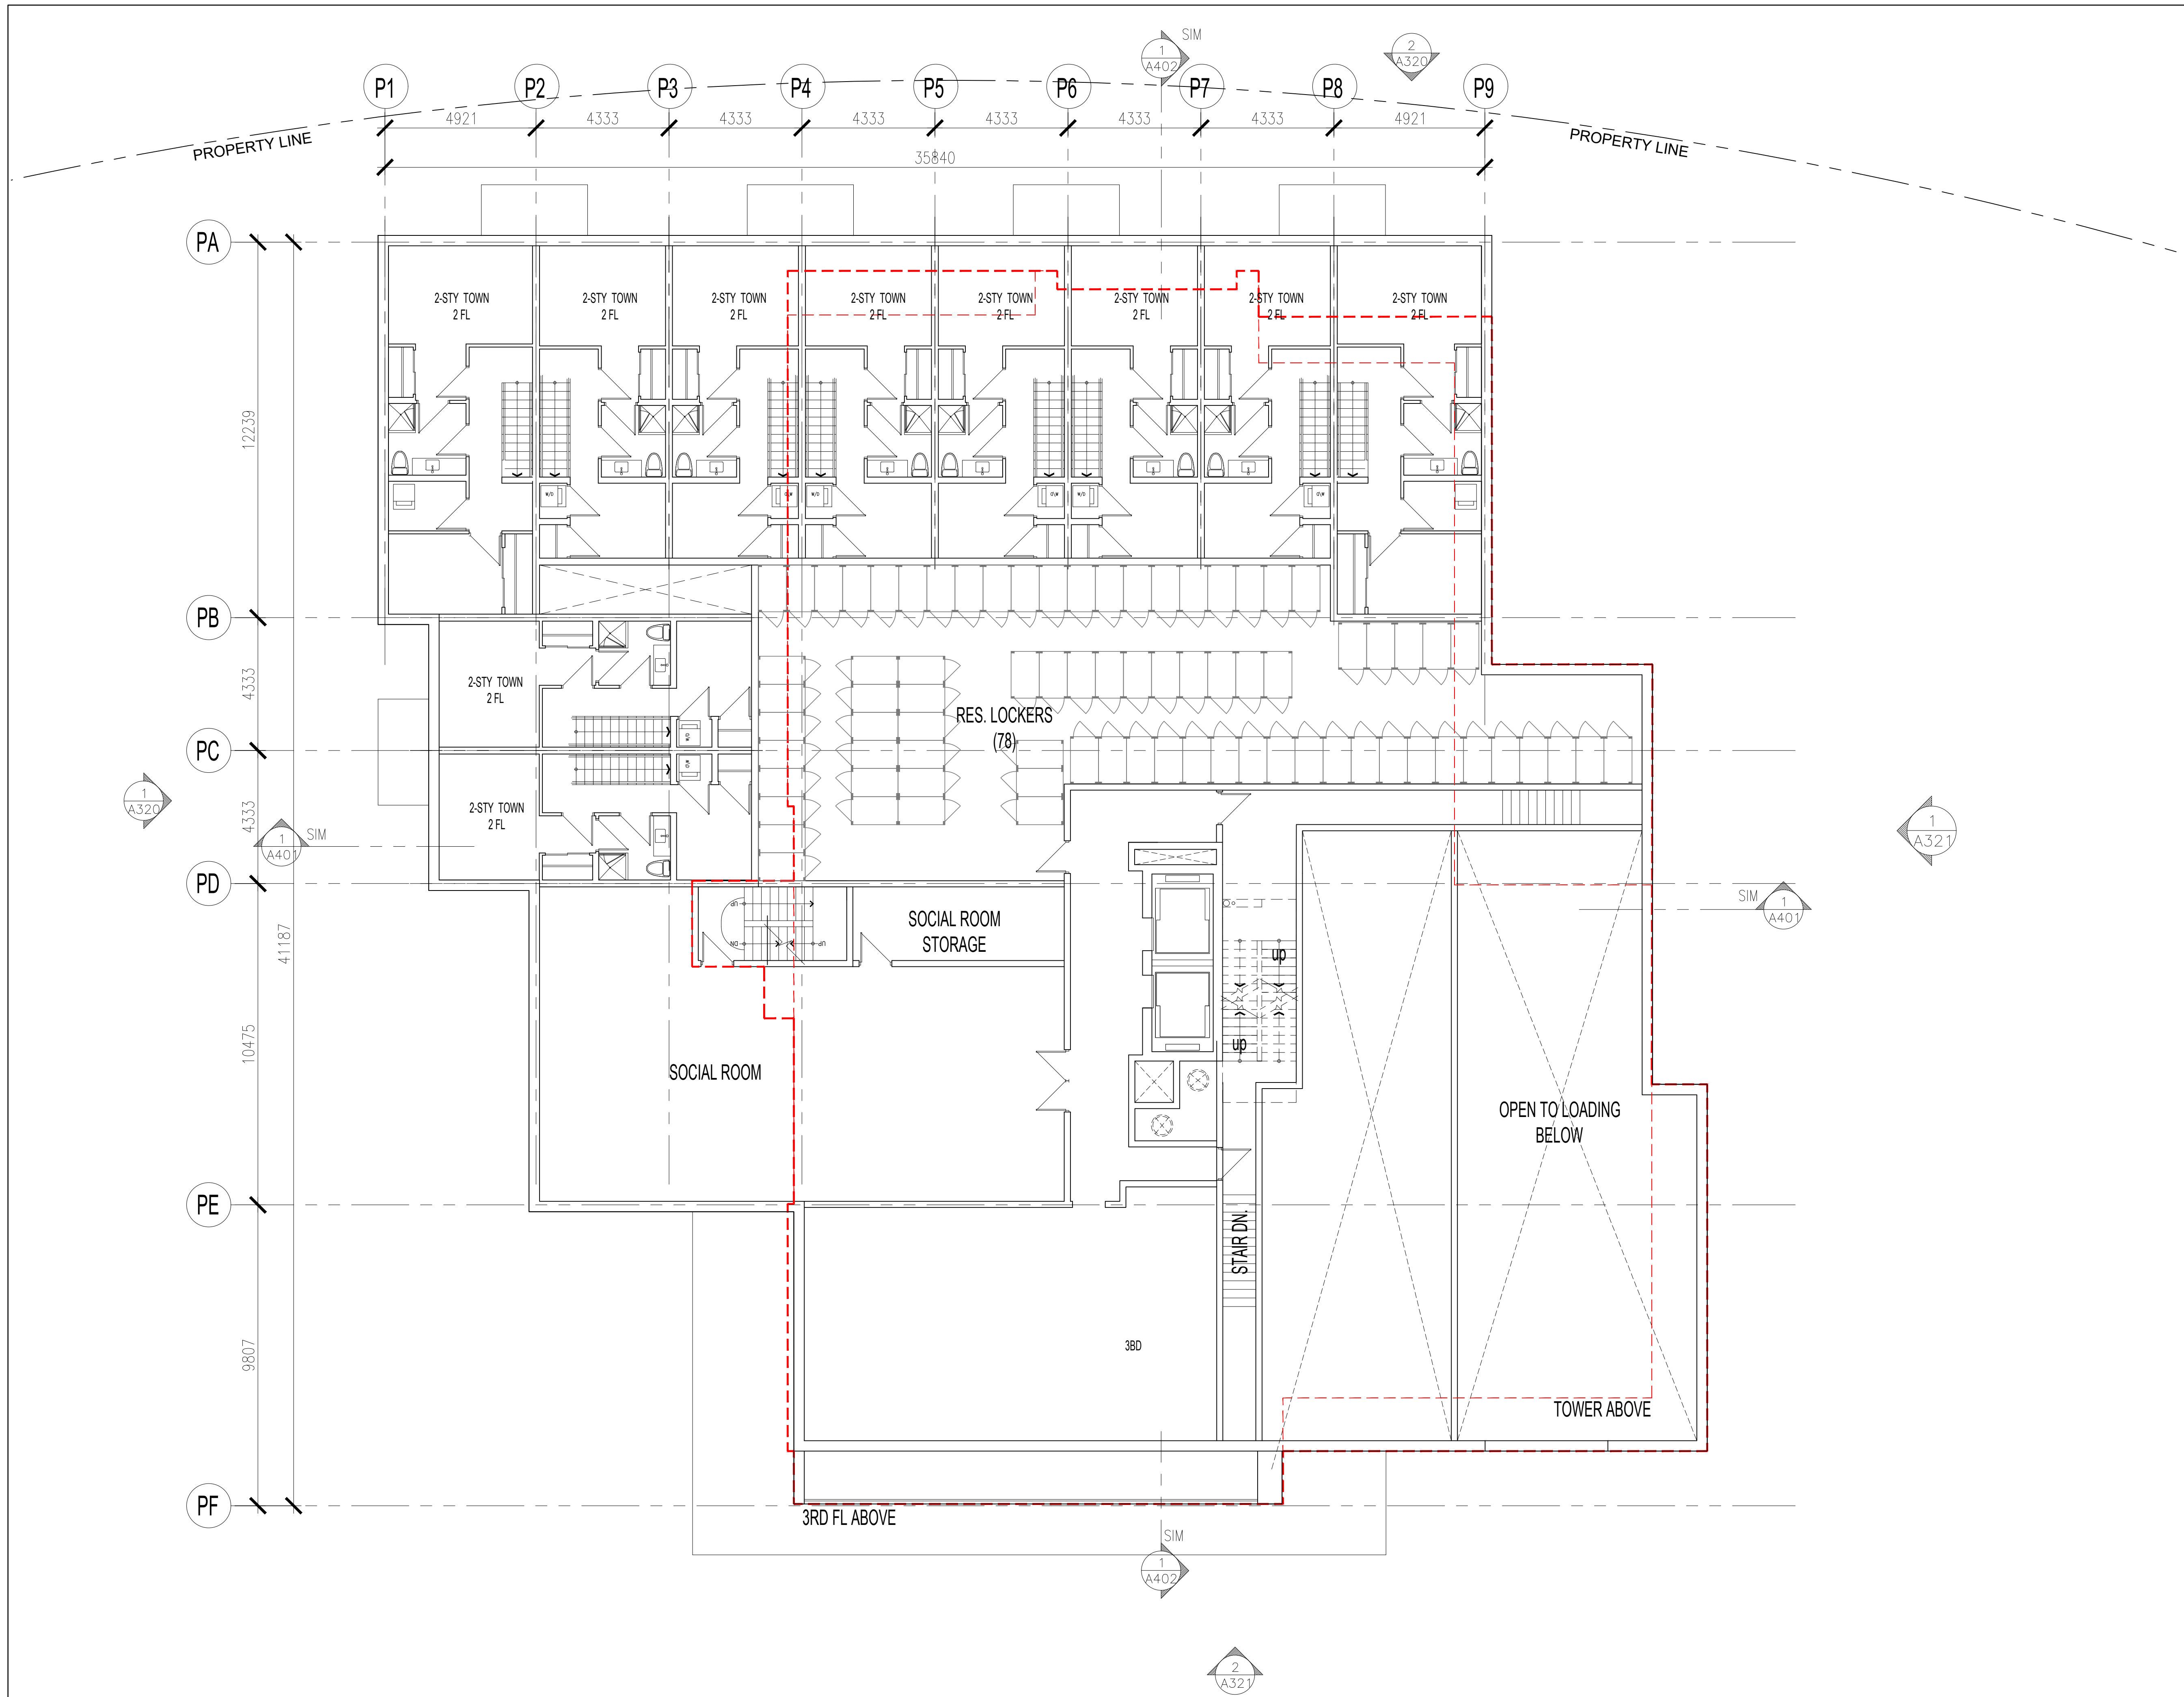 SIM
1
A402
2
A320
P1
P2
P3
P4
P5
P6
P7
P8
P9
4921
4333
4333
4333
4333
4333
4333
4921
PROPERTY LINE
35840
PROPERTY LINE
PA
2-STY TOWN
2 FL
2-STY TOWN
2 FL
2-STY TOWN
2 FL
2-STY TOWN
2 FL
2-STY TOWN
2 FL
2-STY TOWN
2 FL
2-STY TOWN
2 FL
2-STY TOWN
2 FL
12239
W/D
W/D
W/D
W/D
W/D
W/D
PB
4333
2-STY TOWN
2 FL
W/D
RES. LOCKERS
(78)
PC
W/D
1
A320
4333
2-STY TOWN
2 FL
1
A401
SIM
1
A321
PD
41187
UP
DN
UP
SOCIAL ROOM
STORAGE
SIM
1
A401
up
up
10475
SOCIAL ROOM
OPEN TO LOADING
BELOW
PE
STAIR DN.
9807
3BD
TOWER ABOVE
PF
3RD FL ABOVE
SIM
1
A402
2
A321